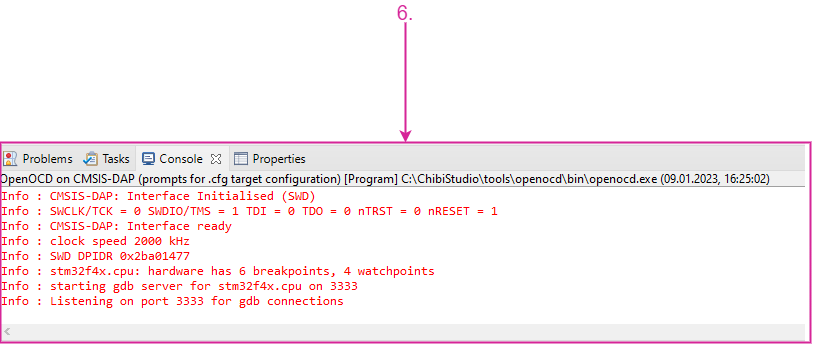 6.
Problems Tasks Console Properties
OpenOCD on CMSIS-DAP (prompts for .cfg target configuration) [Program] C:\ChibiStudio\tools\openocd\bin\openocd.exe (09.01.2023, 16:25:02)
Info : CMSIS-DAP: Interface Initialised (SWD)
Info : SWCLK/TCK = 0 SWDIO/TMS = 1 TDI = 0 TDO = 0 nTRST = 0 nRESET = 1
Info : CMSIS-DAP: Interface ready
Info : clock speed 2000 kHz
Info : SWD DPIDR 0x2ba01477
Info : stm32f4x.cpu: hardware has 6 breakpoints, 4 watchpoints
Info : starting gdb server for stm32f4x.cpu on 3333
Info : Listening on port 3333 for gdb connections